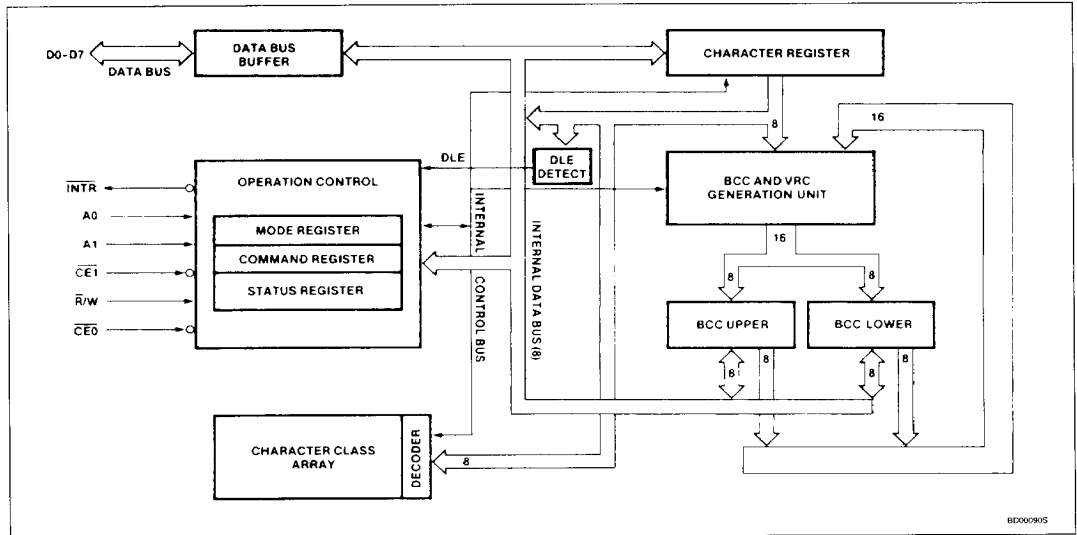 D0-D7
DATA BUS
DATA BUS
BUFFER
CHARACTER REGISTER
8
16
DLE
DLE
DETECT
BCC AND VRC
GENERATION UNIT
16
8
8
BCC UPPER
BCC LOWER
8
8
8
8
OPERATION CONTROL
MODE REGISTER
COMMAND REGISTER
STATUS REGISTER
INTR
A0
A1
CE1
R/W
CE0
INTERNAL CONTROL BUS
INTERNAL DATA BUS (8)
CHARACTER CLASS
ARRAY
DECODER
8
BD00090S